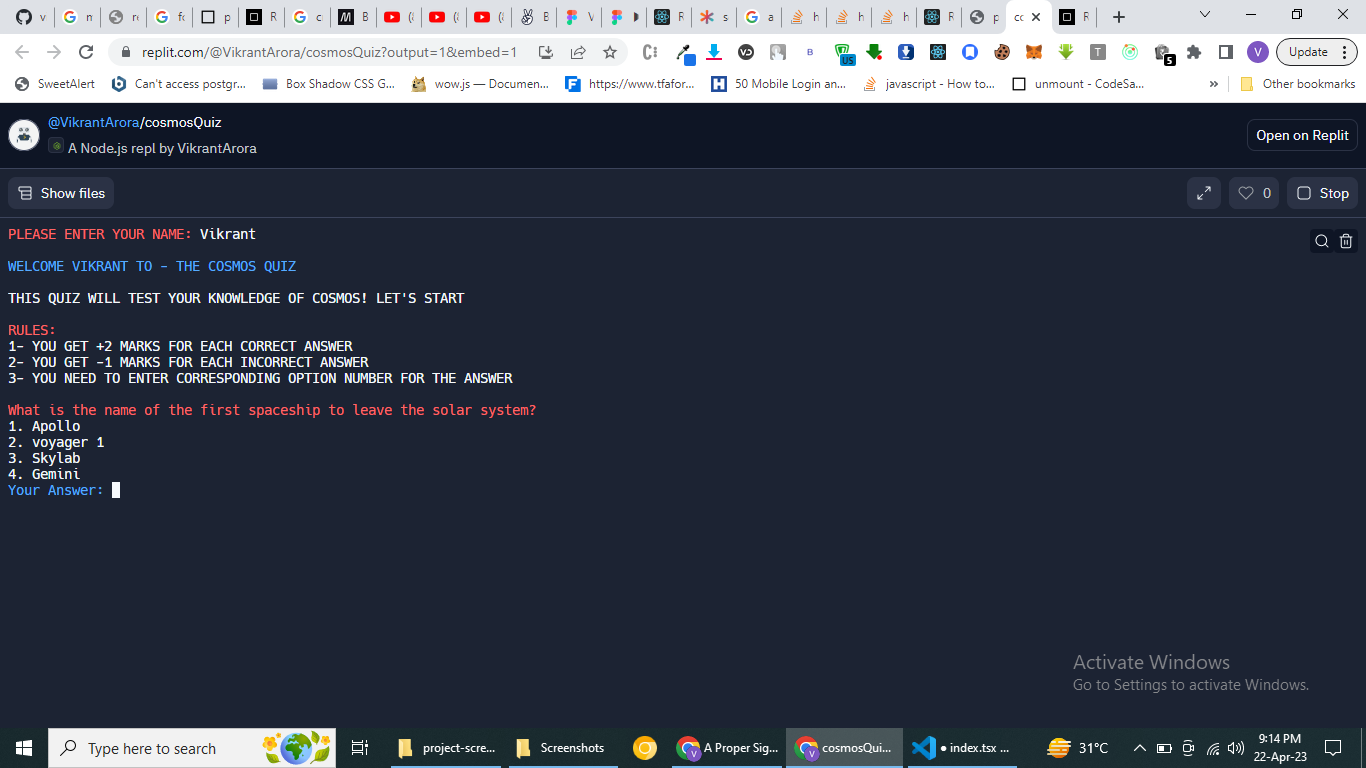 replit.com/@VikrantArora/cosmosQuiz?output=1&embed=1
US
5
V
Update
SweetAlert
Can't access postgr...
Box Shadow CSS G...
wow.js — Documen...
https://www.tfafor...
50 Mobile Login an...
javascript - How to...
unmount - CodeSa...
»
Other bookmarks
@VikrantArora/cosmosQuiz
A Node.js repl by VikrantArora
Open on Replit
Show files
0
Stop
PLEASE ENTER YOUR NAME: Vikrant
WELCOME VIKRANT TO - THE COSMOS QUIZ
THIS QUIZ WILL TEST YOUR KNOWLEDGE OF COSMOS! LET'S START
RULES:
1- YOU GET +2 MARKS FOR EACH CORRECT ANSWER
2- YOU GET -1 MARKS FOR EACH INCORRECT ANSWER
3- YOU NEED TO ENTER CORRESPONDING OPTION NUMBER FOR THE ANSWER
What is the name of the first spaceship to leave the solar system?
1. Apollo
2. voyager 1
3. Skylab
4. Gemini
Your Answer:
Activate Windows
Go to Settings to activate Windows.
Type here to search
project-scre...
Screenshots
A Proper Sig...
cosmosQui...
● index.tsx ...
31°C
9:14 PM
22-Apr-23